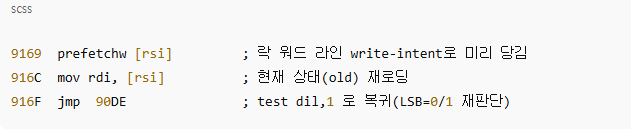 scss
9169  prefetchw [rsi]         ; 락 워드 라인 write-intent로 미리 당김
916C  mov rdi, [rsi]          ; 현재 상태(old) 재로딩
916F  jmp  90DE               ; test dil,1 로 복귀(LSB=0/1 재판단)